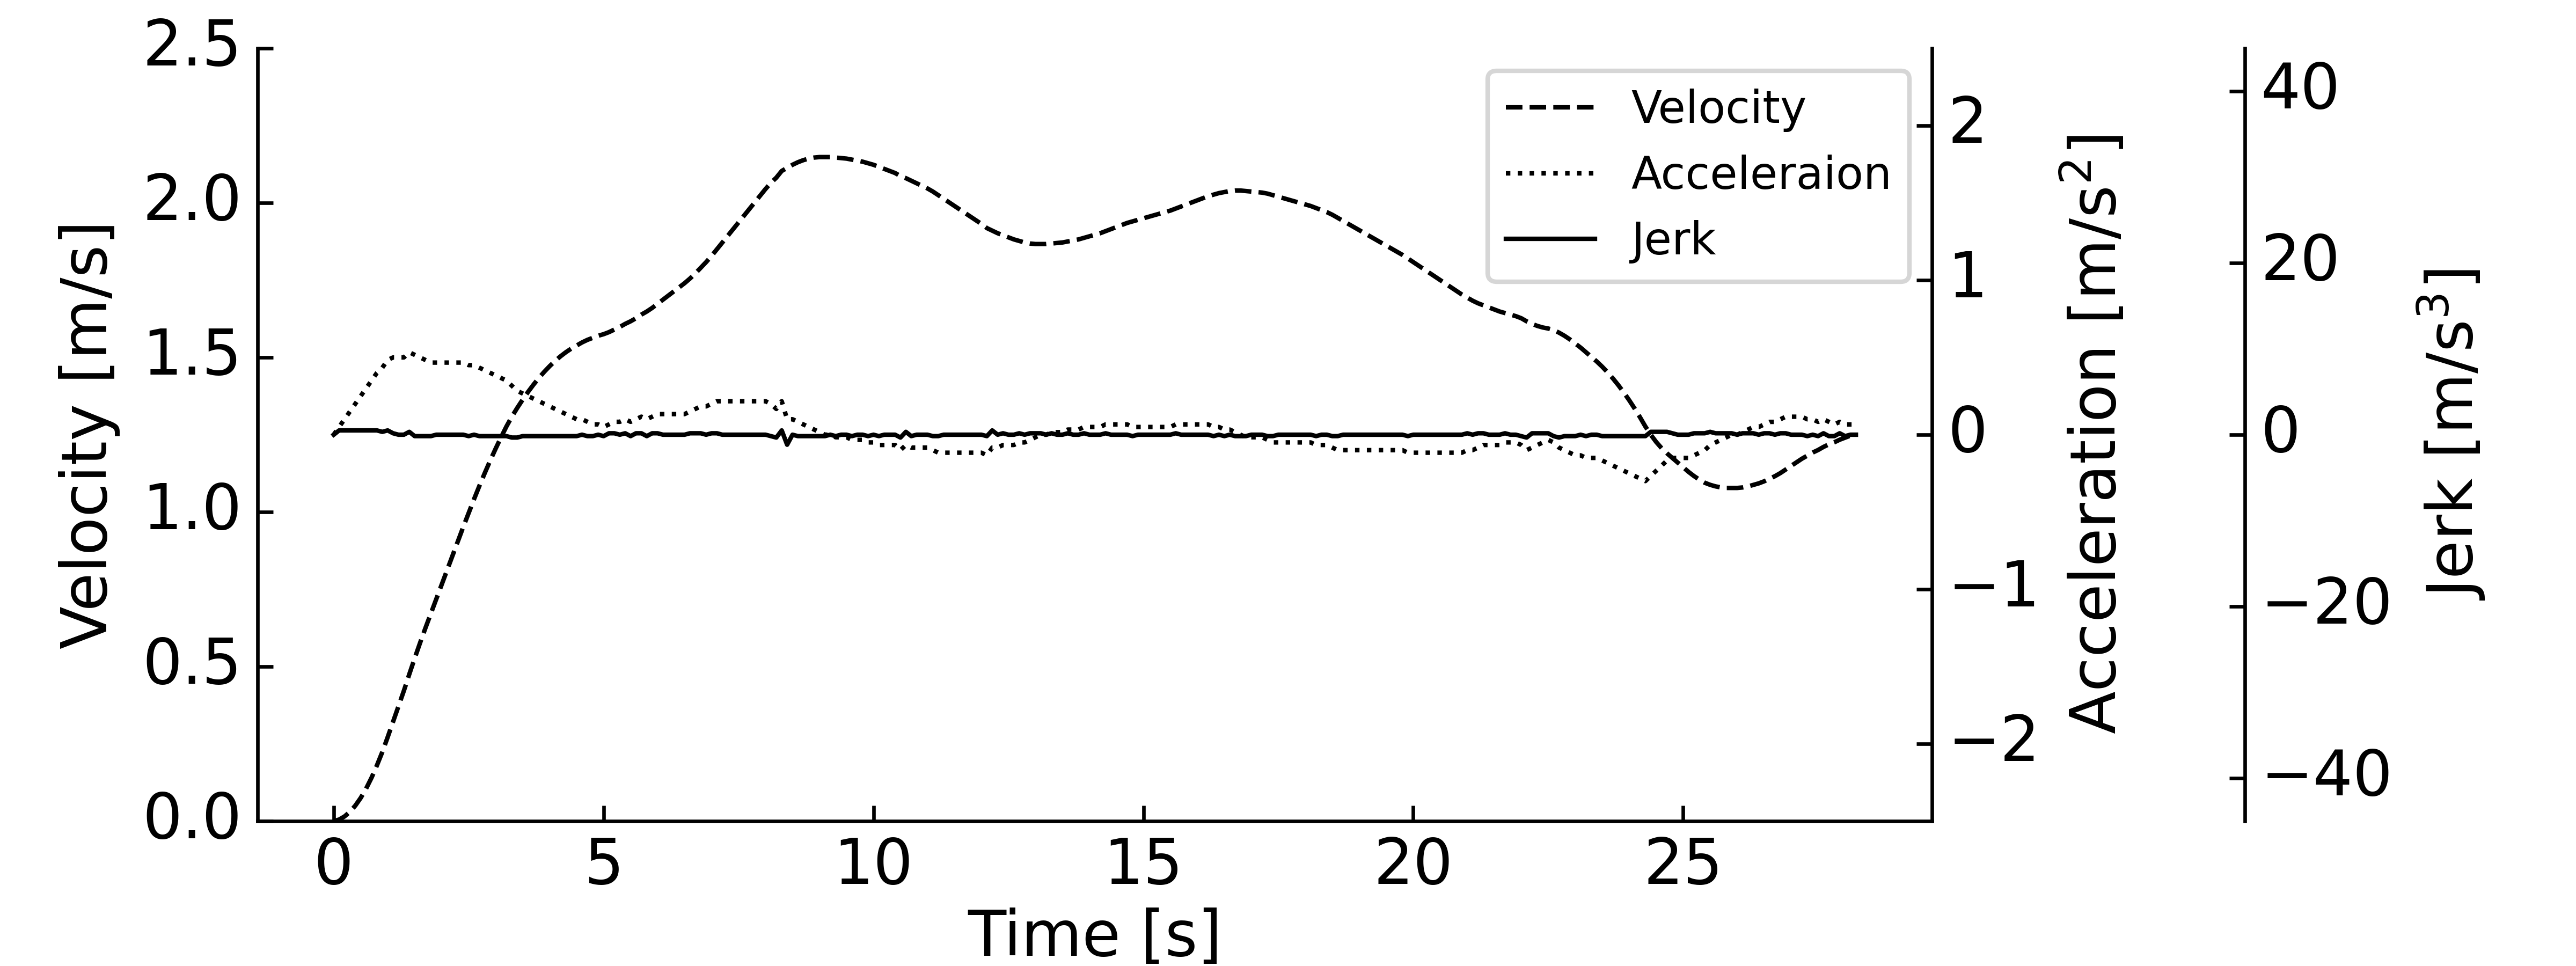 2.5
2.0
1.5
1.0
0.5
0.0
Velocity [m/s]
0 5 10 15 20 25
Time [s]
Velocity
Acceleraion
Jerk
2
1
0
−1
−2
Acceleration [m/s²]
40
20
0
−20
−40
Jerk [m/s³]